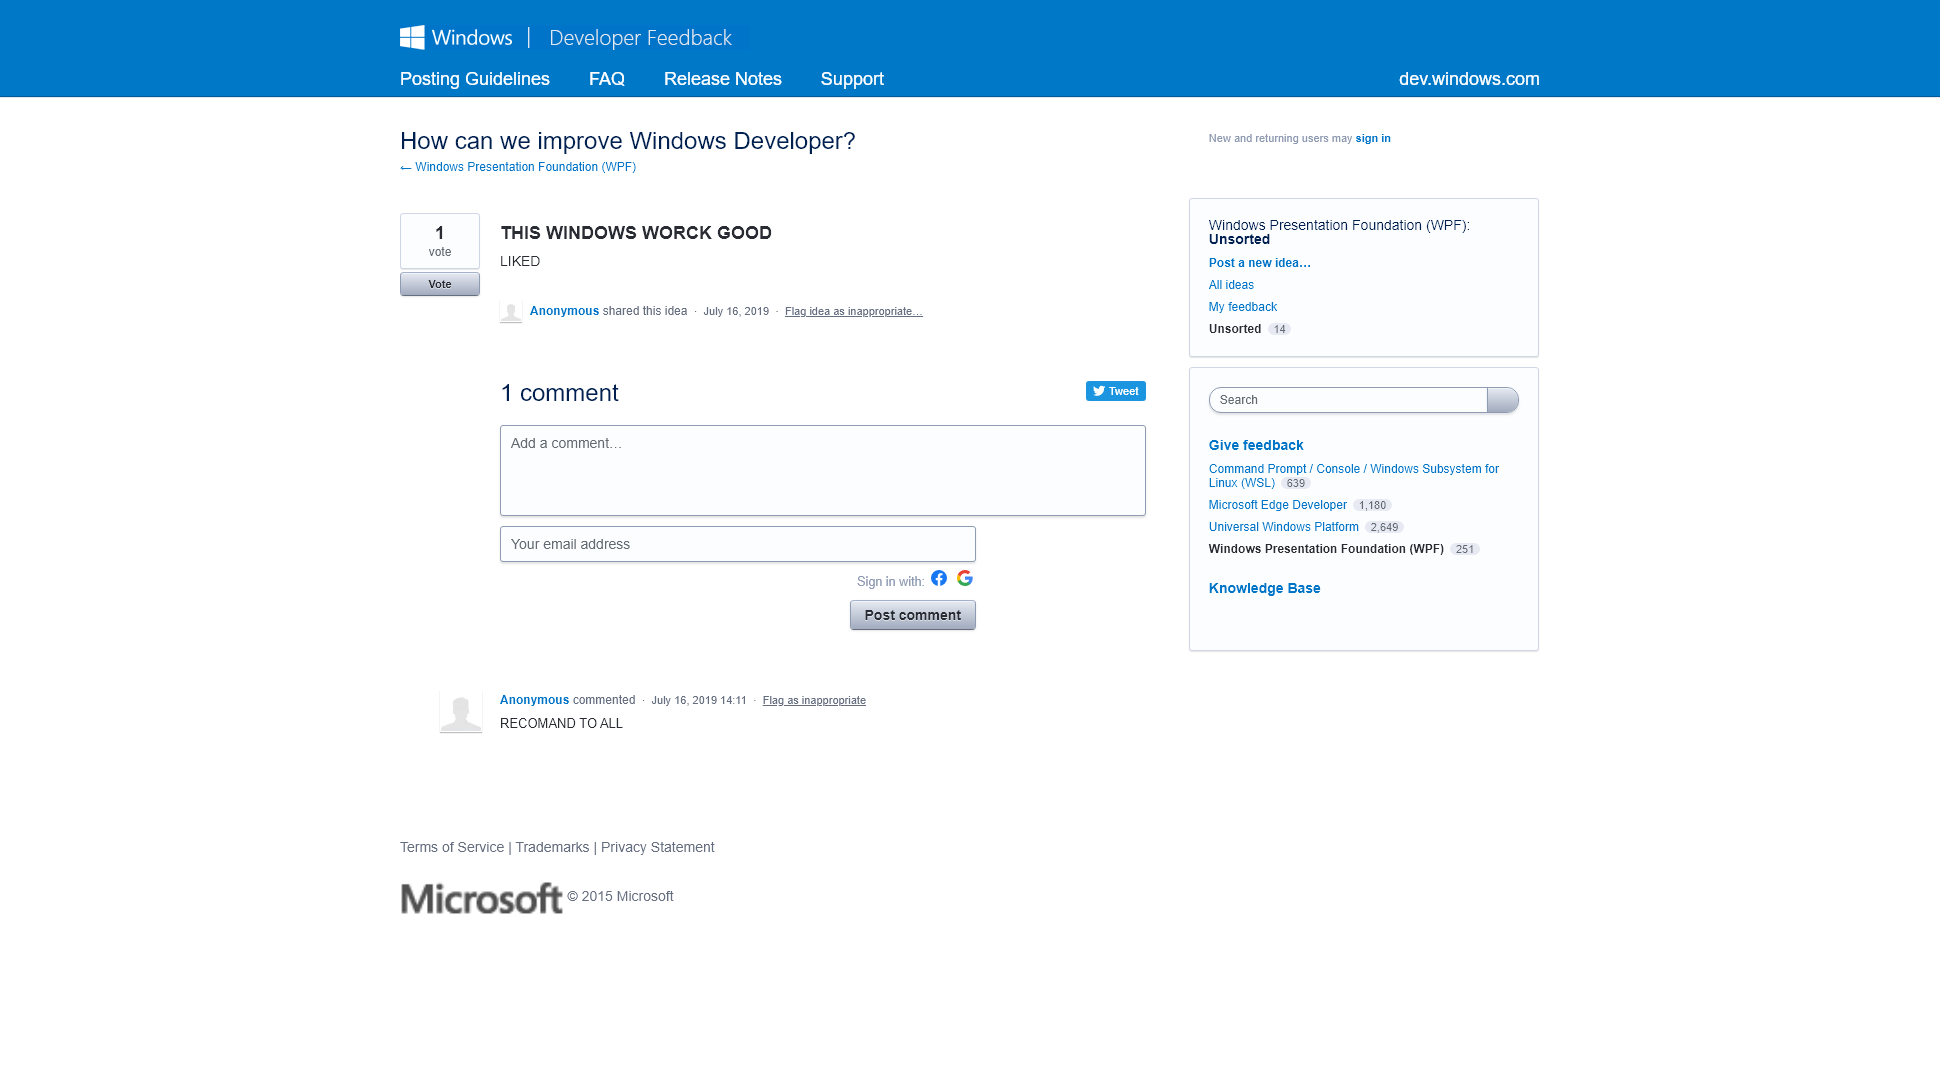 Windows | Developer Feedback
Posting Guidelines FAQ Release Notes Support dev.windows.com
How can we improve Windows Developer?
← Windows Presentation Foundation (WPF)
New and returning users may sign in
1
vote
Vote
THIS WINDOWS WORCK GOOD
LIKED
Anonymous shared this idea · July 16, 2019 · Flag idea as inappropriate…
1 comment
Tweet
Add a comment…
Your email address
Sign in with:
Post comment
Anonymous commented · July 16, 2019 14:11 · Flag as inappropriate
RECOMAND TO ALL
Windows Presentation Foundation (WPF):
Unsorted
Post a new idea…
All ideas
My feedback
Unsorted 14
Search
Give feedback
Command Prompt / Console / Windows Subsystem for
Linux (WSL) 639
Microsoft Edge Developer 1,180
Universal Windows Platform 2,649
Windows Presentation Foundation (WPF) 251
Knowledge Base
Terms of Service | Trademarks | Privacy Statement
Microsoft © 2015 Microsoft